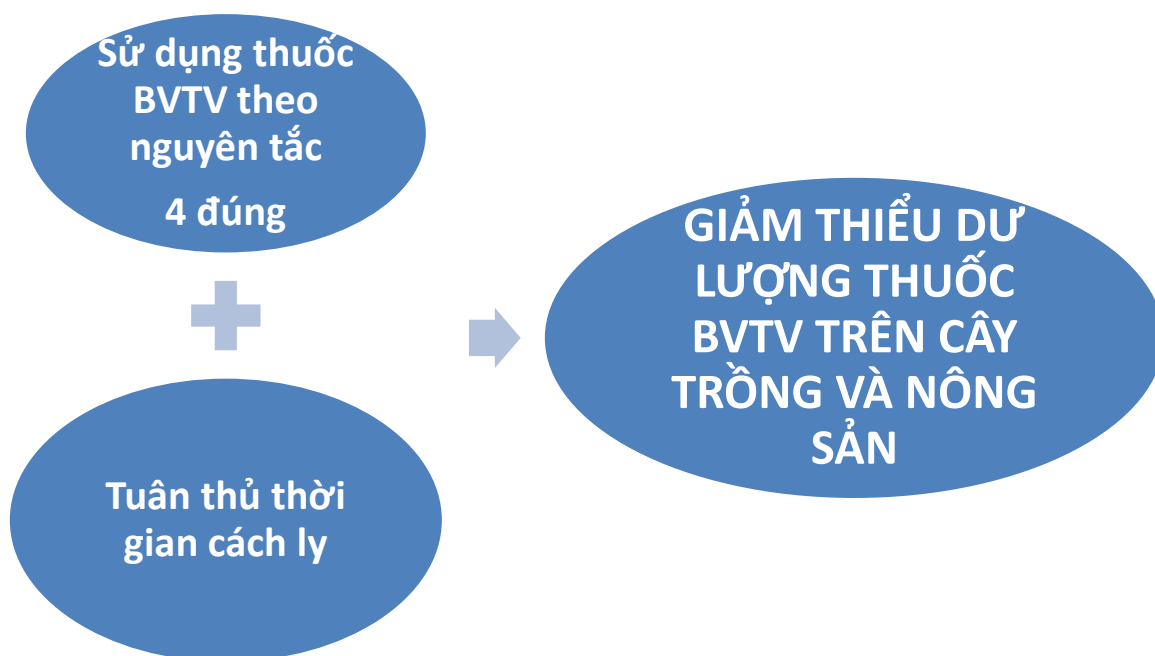 Sử dụng thuốc
BVTV theo
nguyên tắc
4 đúng
Tuân thủ thời
gian cách ly
GIẢM THIỂU DƯ
LƯỢNG THUỐC
BVTV TRÊN CÂY
TRỒNG VÀ NÔNG
SẢN